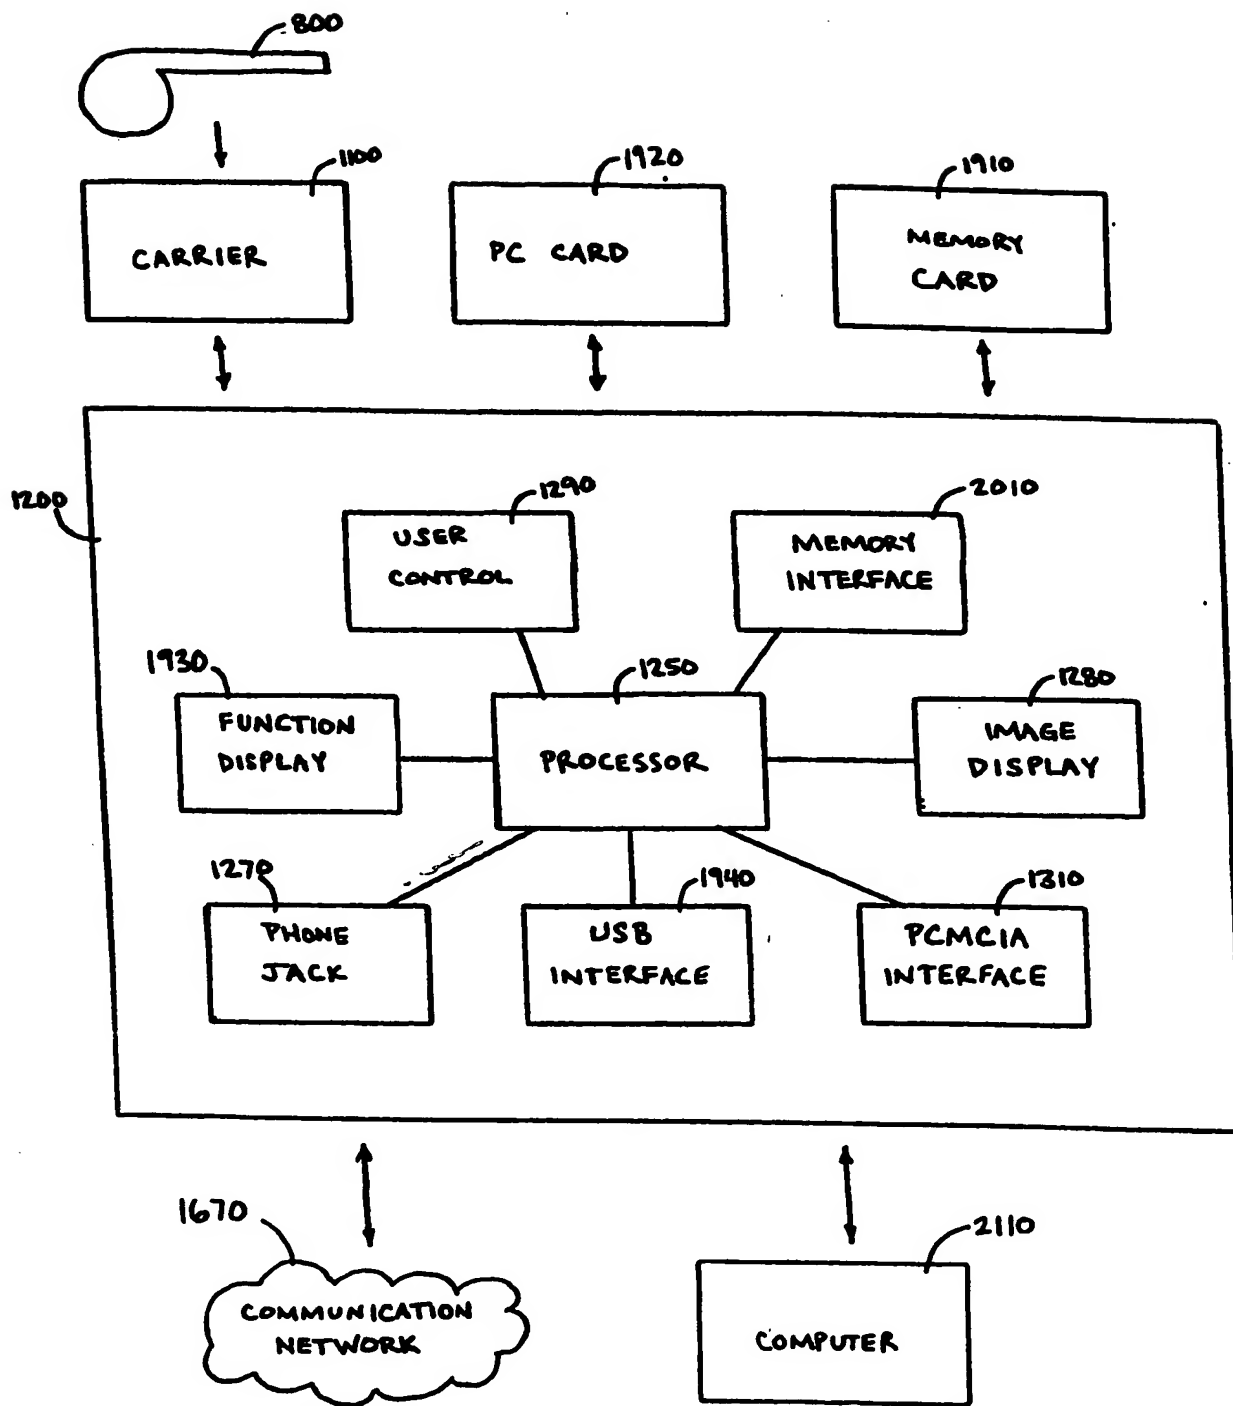 800
1100
1920
1910
CARRIER
PC CARD
MEMORY
CARD
1200
1290
2010
USER
CONTROL
MEMORY
INTERFACE
1930
1250
1280
FUNCTION
DISPLAY
PROCESSOR
IMAGE
DISPLAY
1270
1940
1310
PHONE
JACK
USB
INTERFACE
PCMCIA
INTERFACE
1670
2110
COMMUNICATION
NETWORK
COMPUTER